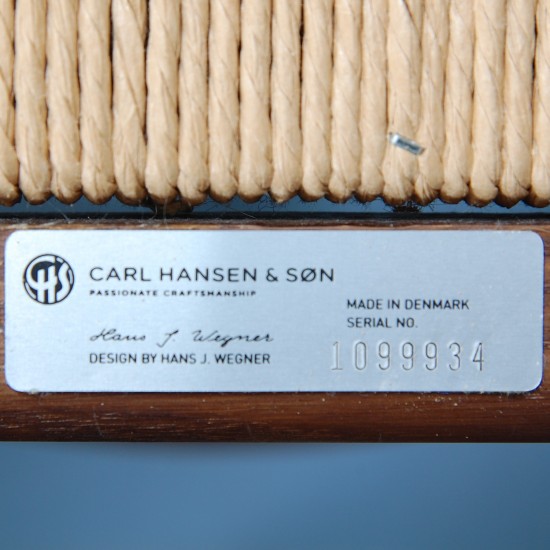 CHS
CARL HANSEN & SØN
PASSIONATE CRAFTSMANSHIP
Hans J. Wegner
DESIGN BY HANS J. WEGNER
MADE IN DENMARK
SERIAL NO.
1099934